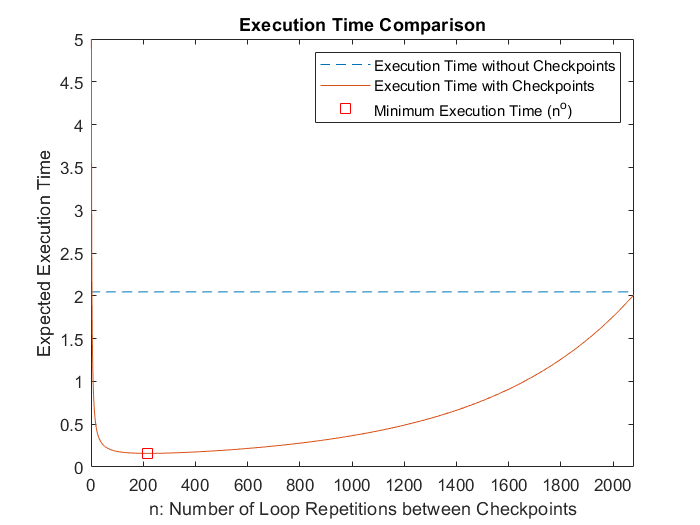 Execution Time Comparison
5
4.5
4
3.5
3
2.5
2
1.5
1
0.5
0
Expected Execution Time
Execution Time without Checkpoints
Execution Time with Checkpoints
Minimum Execution Time (nº)
0 200 400 600 800 1000 1200 1400 1600 1800 2000
n: Number of Loop Repetitions between Checkpoints